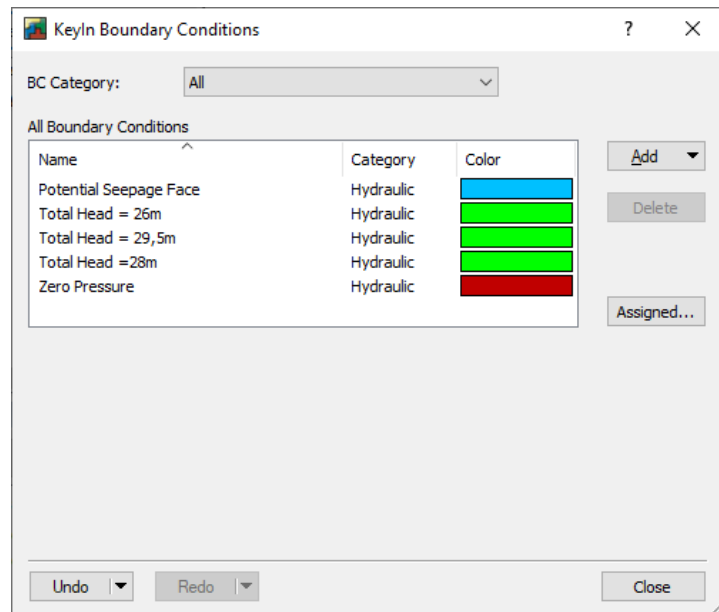 KeyIn Boundary Conditions ?
BC Category: All
All Boundary Conditions
Name Category Color
Potential Seepage Face Hydraulic
Total Head = 26m Hydraulic
Total Head = 29,5m Hydraulic
Total Head =28m Hydraulic
Zero Pressure Hydraulic
Add
Delete
Assigned...
Undo Redo Close